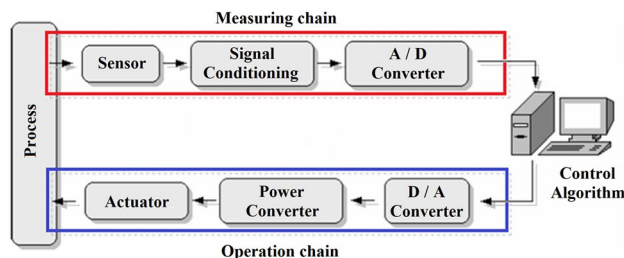 Measuring chain
Process
Sensor
Signal
Conditioning
A / D
Converter
Control
Algorithm
Actuator
Power
Converter
D / A
Converter
Operation chain